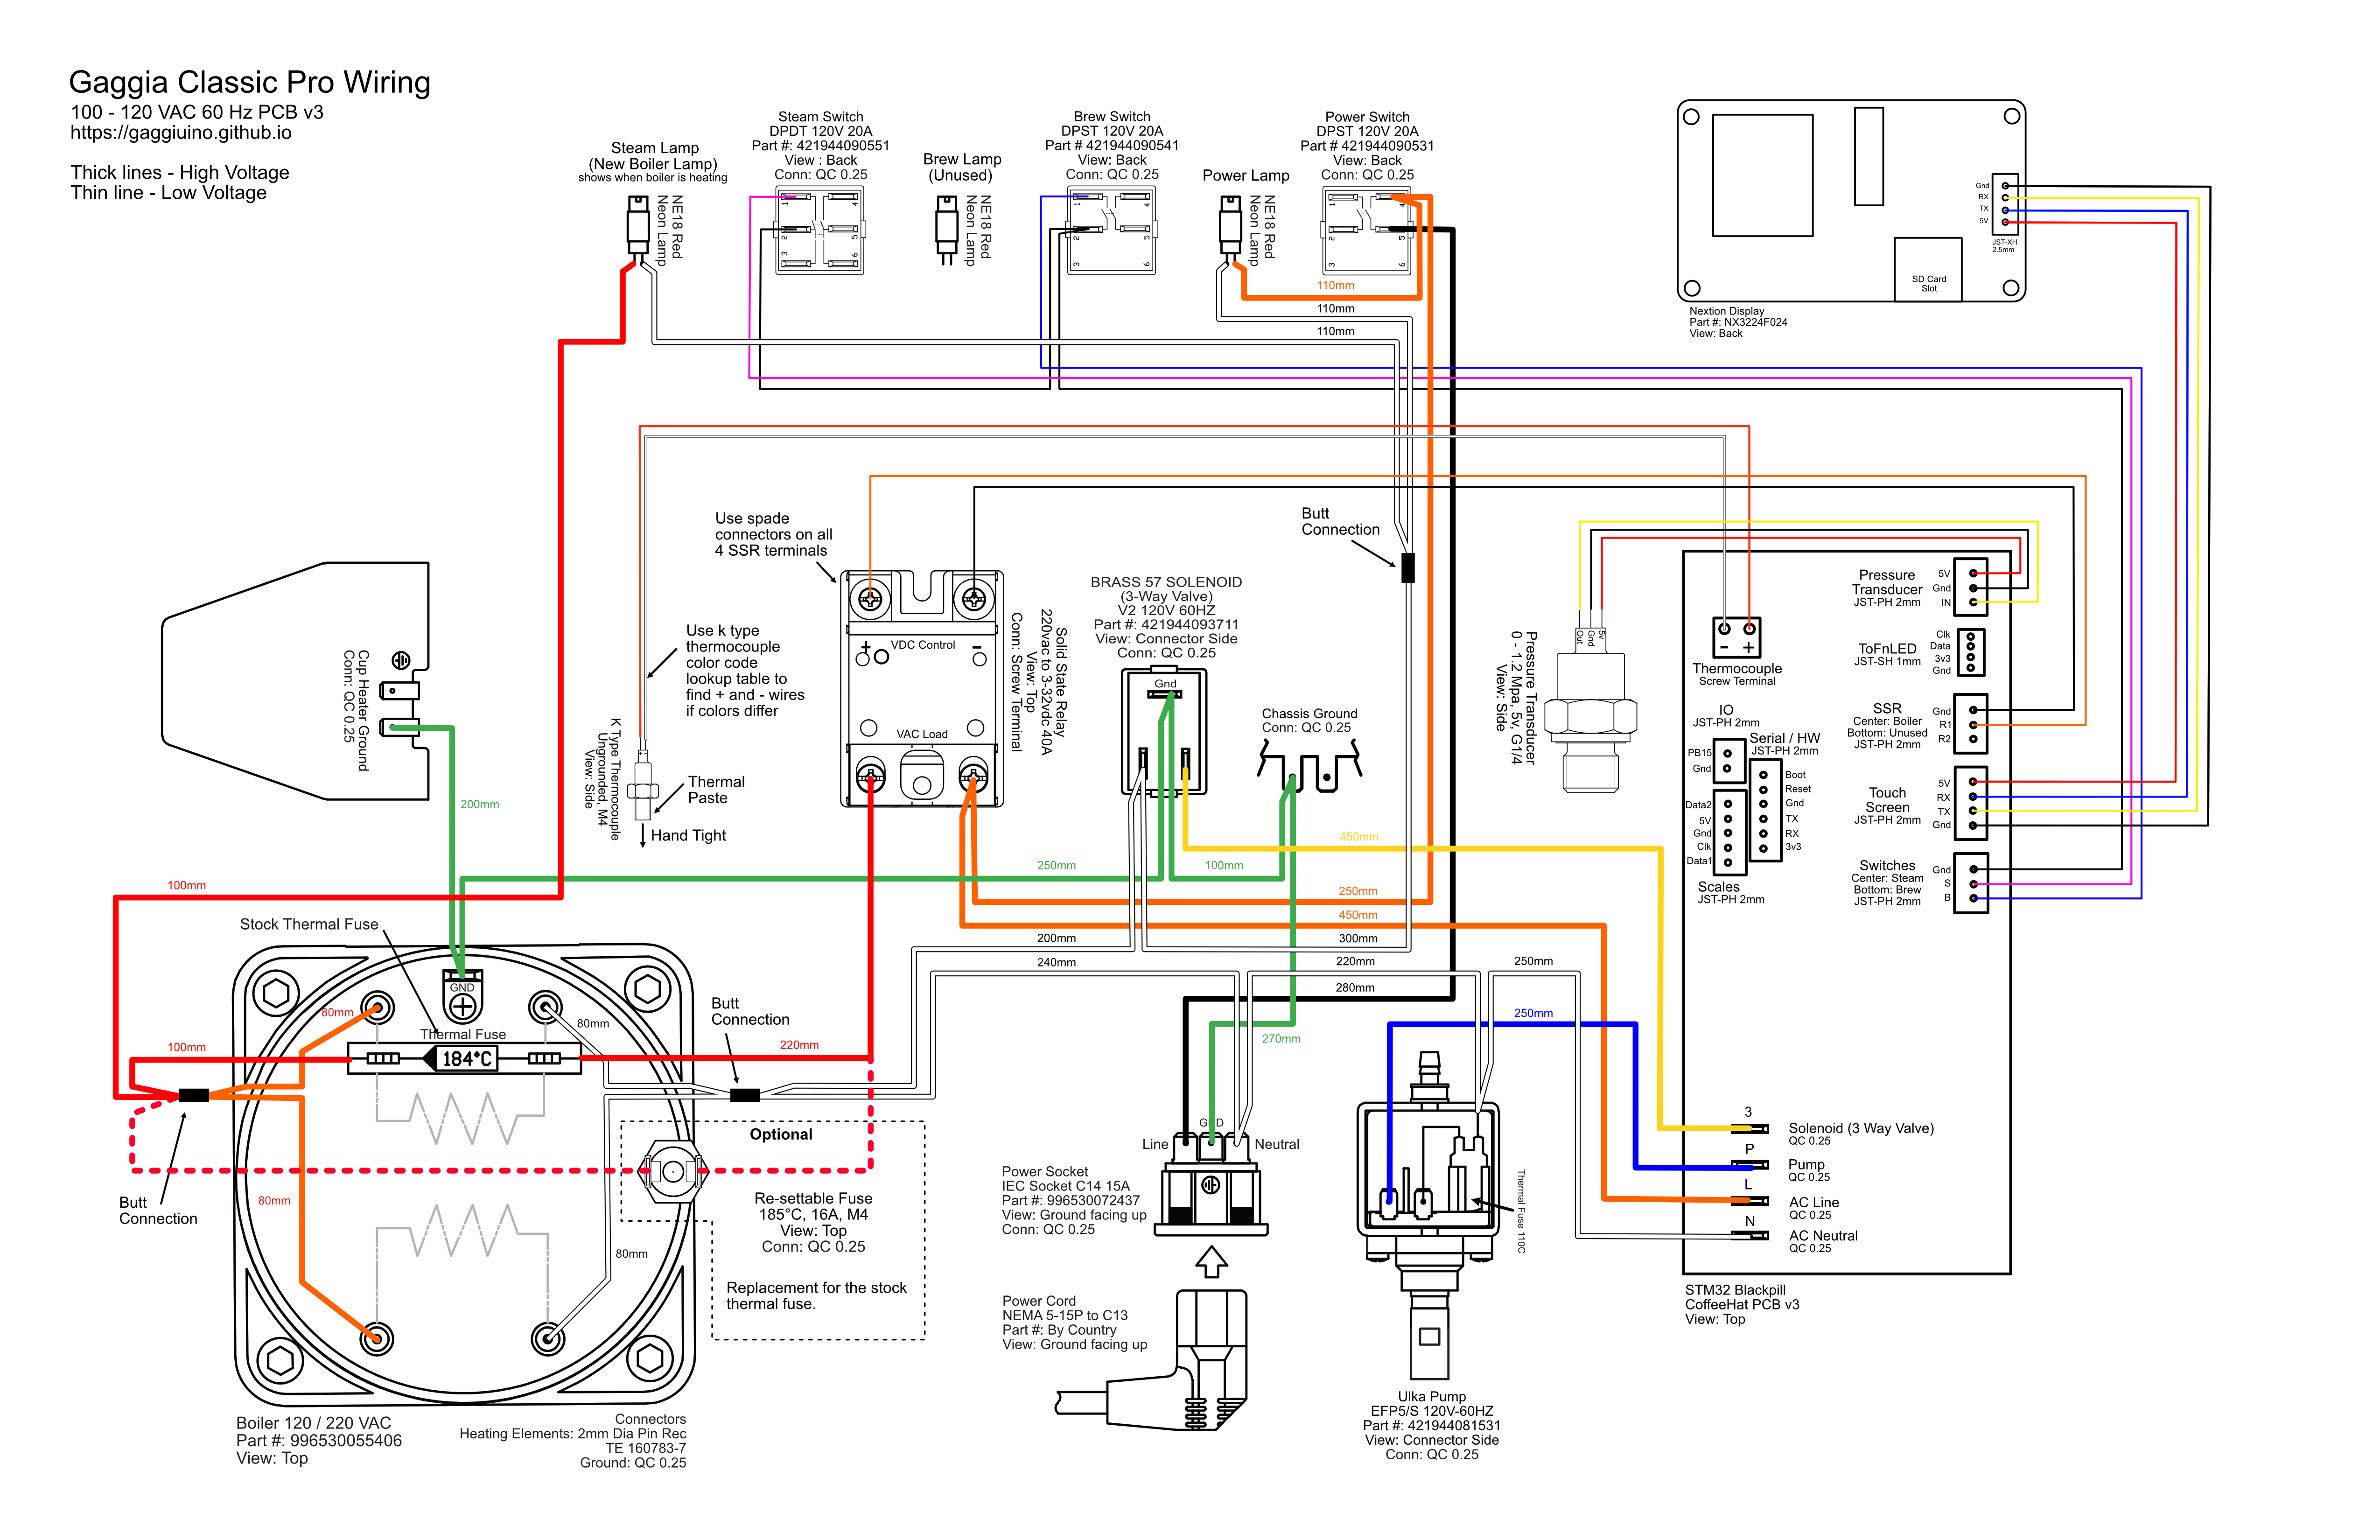 Gaggia Classic Pro Wiring
100 - 120 VAC 60 Hz PCB v3
https://gaggiuino.github.io
Thick lines - High Voltage
Thin line - Low Voltage
Steam Lamp
(New Boiler Lamp)
shows when boiler is heating
NE18 Red
Neon Lamp
Steam Switch
DPDT 120V 20A
Part #: 421944090551
View : Back
Conn: QC 0.25
1
2
3
4
5
6
Brew Lamp
(Unused)
NE18 Red
Neon Lamp
Brew Switch
DPST 120V 20A
Part #: 421944090541
View: Back
Conn: QC 0.25
1
2
3
4
5
6
Power Lamp
NE18 Red
Neon Lamp
Power Switch
DPST 120V 20A
Part #: 421944090531
View: Back
Conn: QC 0.25
1
2
3
4
5
6
110mm
110mm
110mm
Gnd
RX
TX
5V
JST-XH
2.5mm
SD Card
Slot
Nextion Display
Part #: NX3224F024
View: Back
Use spade
connectors on all
4 SSR terminals
Butt
Connection
+
VDC Control
-
VAC Load
Solid State Relay
220vac to 3-32vdc 40A
View: Top
Conn: Screw Terminal
BRASS 57 SOLENOID
(3-Way Valve)
V2 120V 60HZ
Part #: 421944093711
View: Connector Side
Conn: QC 0.25
Gnd
Chassis Ground
Conn: QC 0.25
Out
Gnd
5v
Pressure Transducer
0 - 1.2 Mpa, 5v, G1/4
View: Side
Use k type
thermocouple
color code
lookup table to
find + and - wires
if colors differ
K Type Thermocouple
Ungrounded, M4
View: Side
Thermal
Paste
Hand Tight
Cup Heater Ground
Conn: QC 0.25
200mm
Pressure
Transducer
JST-PH 2mm
5V
Gnd
IN
ToFnLED
JST-SH 1mm
Clk
Data
3v3
Gnd
- +
Thermocouple
Screw Terminal
SSR
Center: Boiler
Bottom: Unused
JST-PH 2mm
Gnd
R1
R2
IO
JST-PH 2mm
PB15
Gnd
Serial / HW
JST-PH 2mm
Boot
Reset
Gnd
TX
RX
3v3
Touch
Screen
JST-PH 2mm
5V
RX
TX
Gnd
Data2
5V
Gnd
Clk
Data1
Scales
JST-PH 2mm
Switches
Center: Steam
Bottom: Brew
JST-PH 2mm
Gnd
S
B
450mm
250mm
100mm
250mm
450mm
200mm
300mm
240mm
220mm
250mm
280mm
250mm
270mm
100mm
Stock Thermal Fuse
GND
80mm
Thermal Fuse
184°C
80mm
100mm
220mm
Butt
Connection
Butt
Connection
80mm
80mm
Optional
Re-settable Fuse
185°C, 16A, M4
View: Top
Conn: QC 0.25
Replacement for the stock
thermal fuse.
Boiler 120 / 220 VAC
Part #: 996530055406
View: Top
Connectors
Heating Elements: 2mm Dia Pin Rec
TE 160783-7
Ground: QC 0.25
Line
GND
Neutral
Power Socket
IEC Socket C14 15A
Part #: 996530072437
View: Ground facing up
Conn: QC 0.25
Power Cord
NEMA 5-15P to C13
Part #: By Country
View: Ground facing up
Thermal Fuse 110C
Ulka Pump
EFP5/S 120V-60HZ
Part #: 421944081531
View: Connector Side
Conn: QC 0.25
3
Solenoid (3 Way Valve)
QC 0.25
P
Pump
QC 0.25
L
AC Line
QC 0.25
N
AC Neutral
QC 0.25
STM32 Blackpill
CoffeeHat PCB v3
View: Top